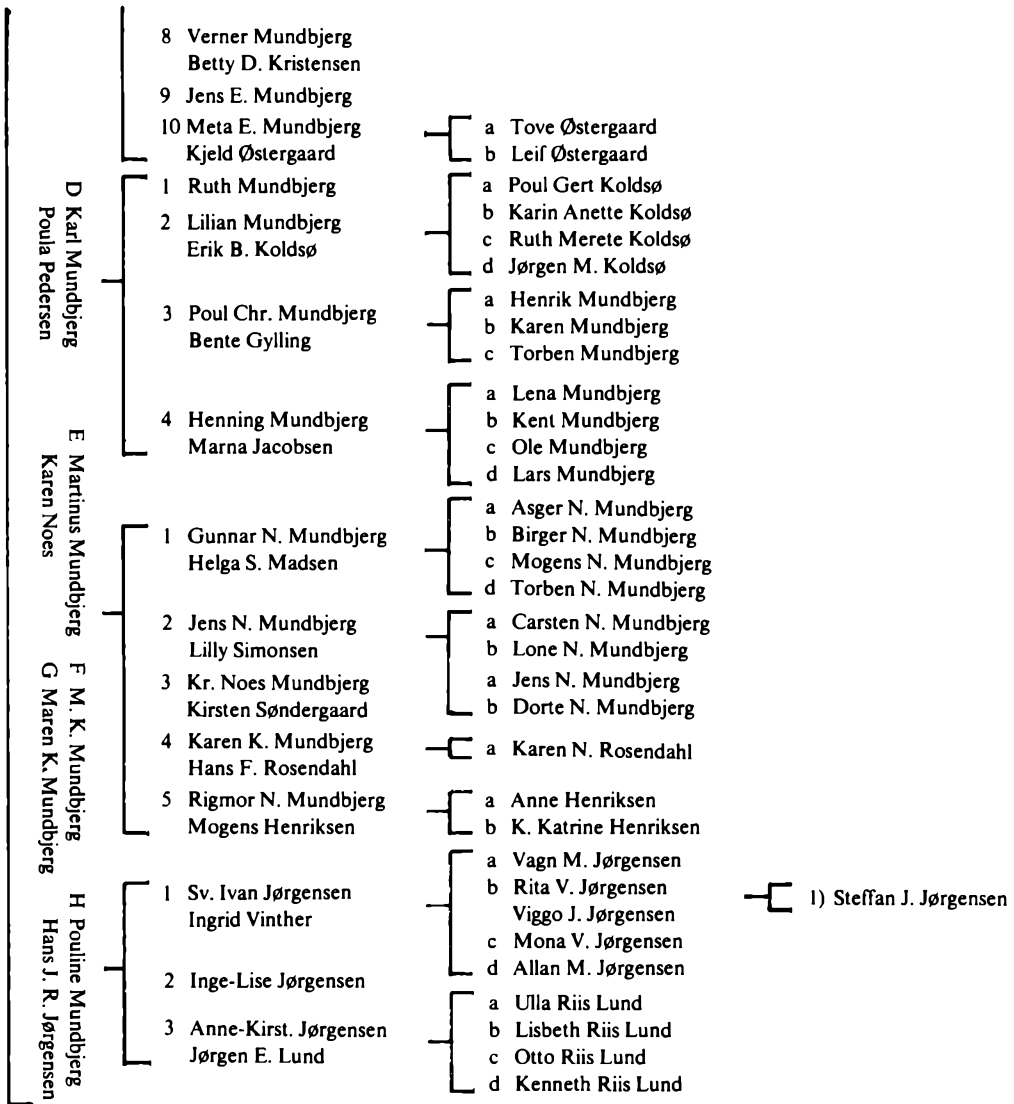 8 Verner Mundbjerg
Betty D. Kristensen
9 Jens E. Mundbjerg
10 Meta E. Mundbjerg
Kjeld Østergaard
a Tove Østergaard
b Leif Østergaard
D Karl Mundbjerg
Poula Pedersen
1 Ruth Mundbjerg
2 Lilian Mundbjerg
Erik B. Koldsø
a Poul Gert Koldsø
b Karin Anette Koldsø
c Ruth Merete Koldsø
d Jørgen M. Koldsø
3 Poul Chr. Mundbjerg
Bente Gylling
a Henrik Mundbjerg
b Karen Mundbjerg
c Torben Mundbjerg
4 Henning Mundbjerg
Marna Jacobsen
a Lena Mundbjerg
b Kent Mundbjerg
c Ole Mundbjerg
d Lars Mundbjerg
E Martinus Mundbjerg
Karen Noes
1 Gunnar N. Mundbjerg
Helga S. Madsen
a Asger N. Mundbjerg
b Birger N. Mundbjerg
c Mogens N. Mundbjerg
d Torben N. Mundbjerg
2 Jens N. Mundbjerg
Lilly Simonsen
a Carsten N. Mundbjerg
b Lone N. Mundbjerg
3 Kr. Noes Mundbjerg
Kirsten Søndergaard
a Jens N. Mundbjerg
b Dorte N. Mundbjerg
4 Karen K. Mundbjerg
Hans F. Rosendahl
a Karen N. Rosendahl
5 Rigmor N. Mundbjerg
Mogens Henriksen
a Anne Henriksen
b K. Katrine Henriksen
F M. K. Mundbjerg
G Maren K. Mundbjerg
H Pouline Mundbjerg
Hans J. R. Jørgensen
1 Sv. Ivan Jørgensen
Ingrid Vinther
a Vagn M. Jørgensen
b Rita V. Jørgensen
Viggo J. Jørgensen
1) Steffan J. Jørgensen
c Mona V. Jørgensen
d Allan M. Jørgensen
2 Inge-Lise Jørgensen
3 Anne-Kirst. Jørgensen
Jørgen E. Lund
a Ulla Riis Lund
b Lisbeth Riis Lund
c Otto Riis Lund
d Kenneth Riis Lund